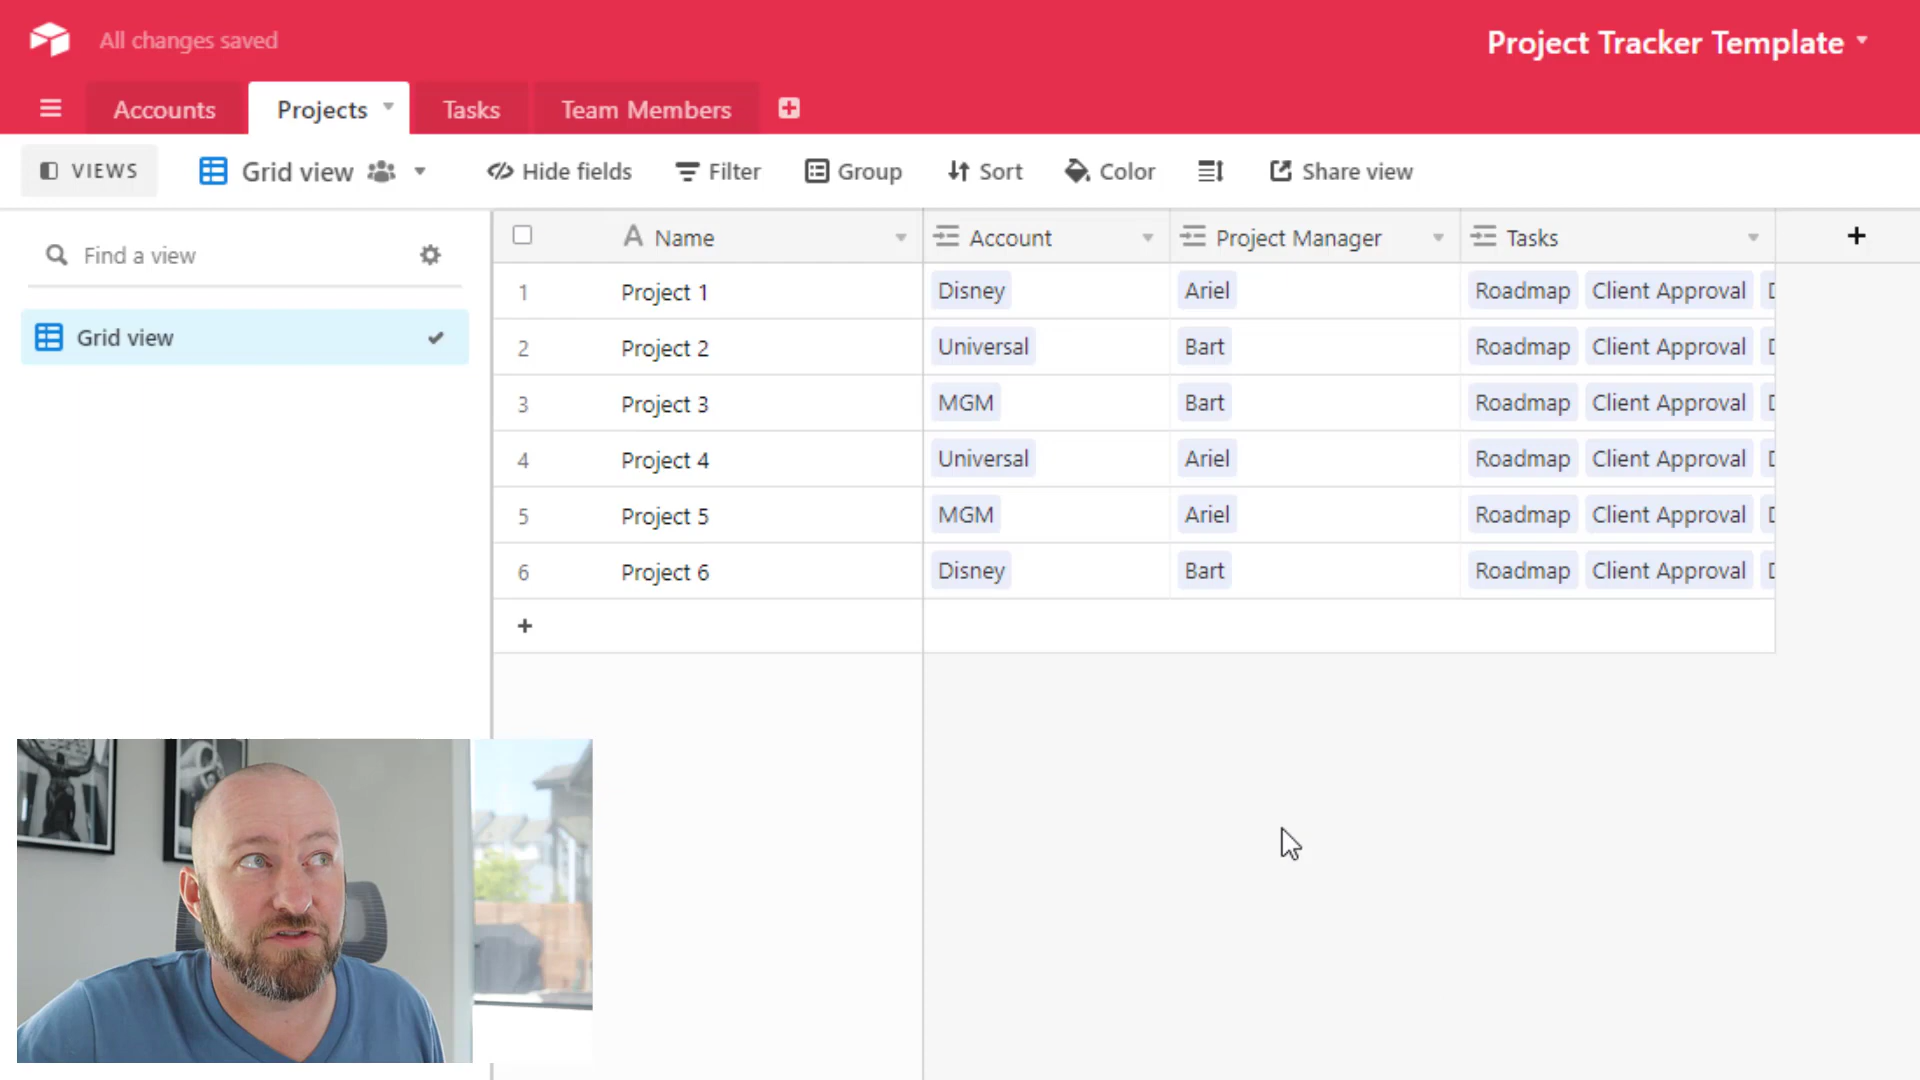 All changes saved
Project Tracker Template
Accounts Projects Tasks Team Members
VIEWS Grid view Hide fields Filter Group Sort Color Share view
Find a view
Grid view
Name Account Project Manager Tasks
1 Project 1 Disney Ariel Roadmap Client Approval
2 Project 2 Universal Bart Roadmap Client Approval
3 Project 3 MGM Bart Roadmap Client Approval
4 Project 4 Universal Ariel Roadmap Client Approval
5 Project 5 MGM Ariel Roadmap Client Approval
6 Project 6 Disney Bart Roadmap Client Approval